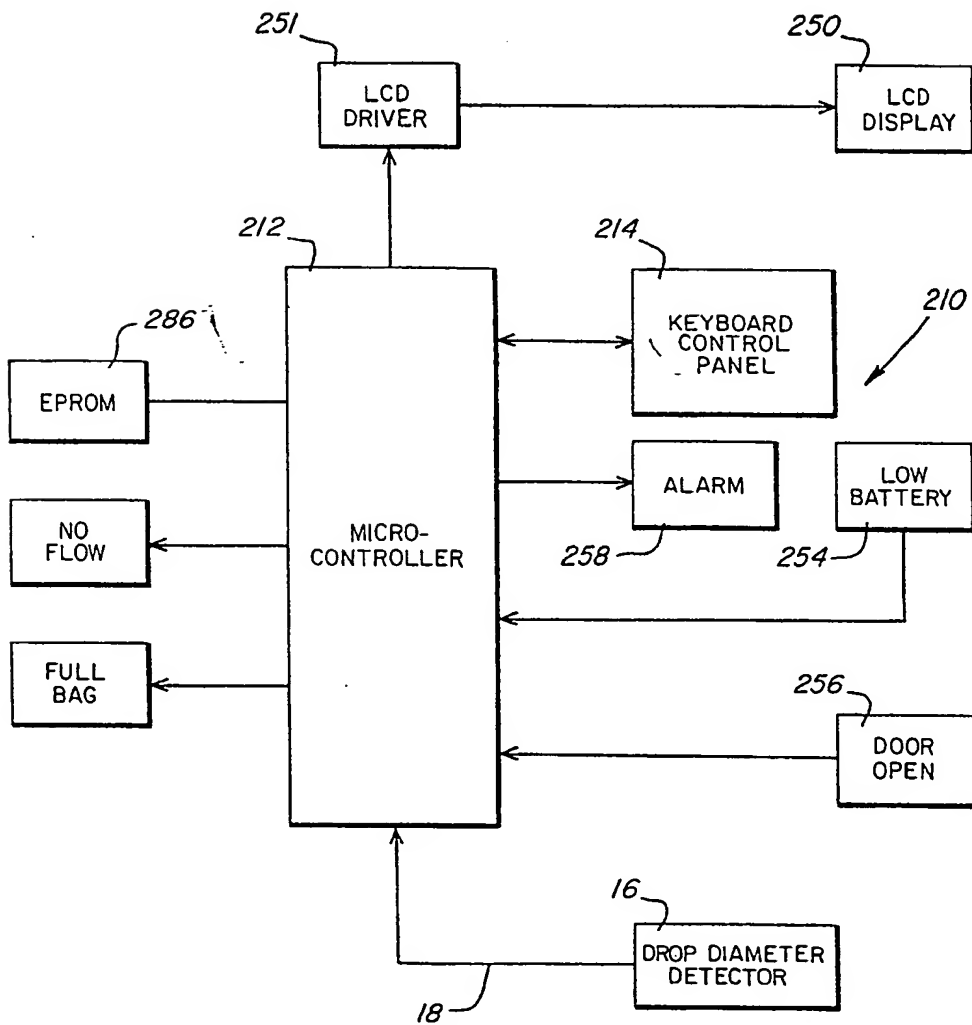 251
LCD
DRIVER
250
LCD
DISPLAY
212
214
KEYBOARD
CONTROL
PANEL
210
286
EPROM
MICRO-
CONTROLLER
ALARM
258
LOW
BATTERY
254
NO
FLOW
FULL
BAG
256
DOOR
OPEN
16
DROP DIAMETER
DETECTOR
18